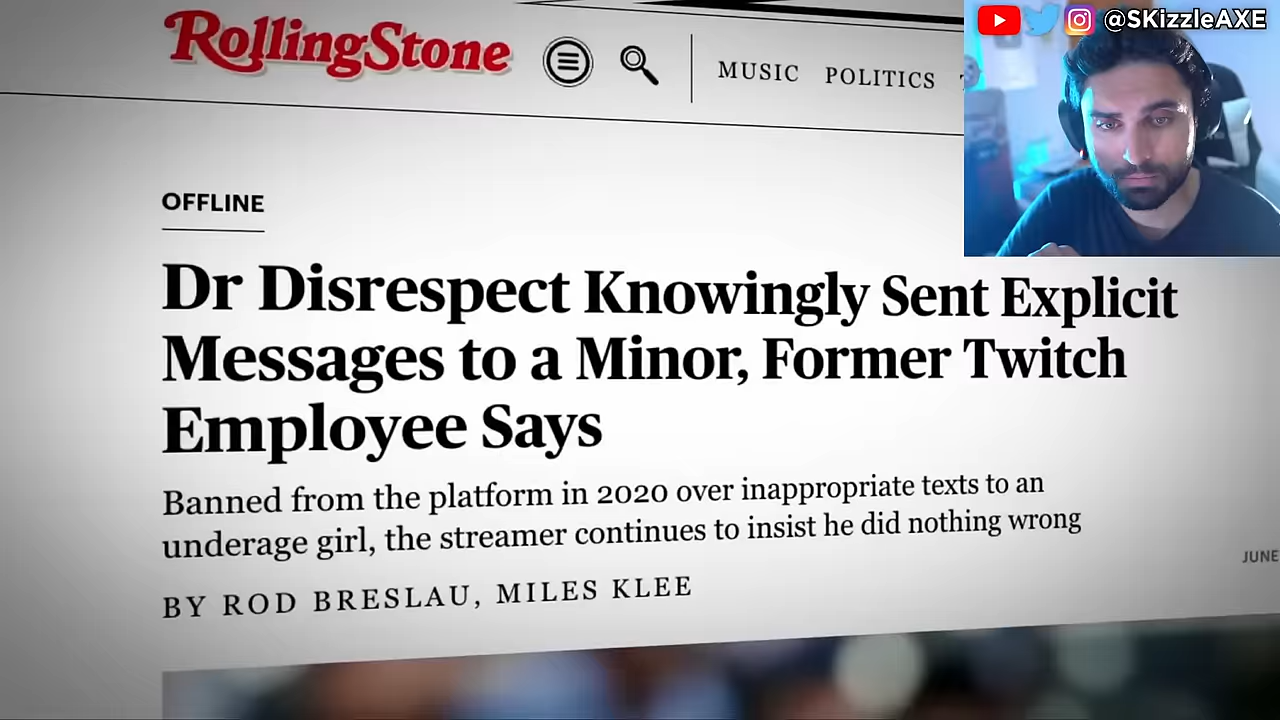 @SKizzleAXE
RollingStone
MUSIC POLITICS
OFFLINE
Dr Disrespect Knowingly Sent Explicit
Messages to a Minor, Former Twitch
Employee Says
Banned from the platform in 2020 over inappropriate texts to an
underage girl, the streamer continues to insist he did nothing wrong
JUNE
BY ROD BRESLAU, MILES KLEE